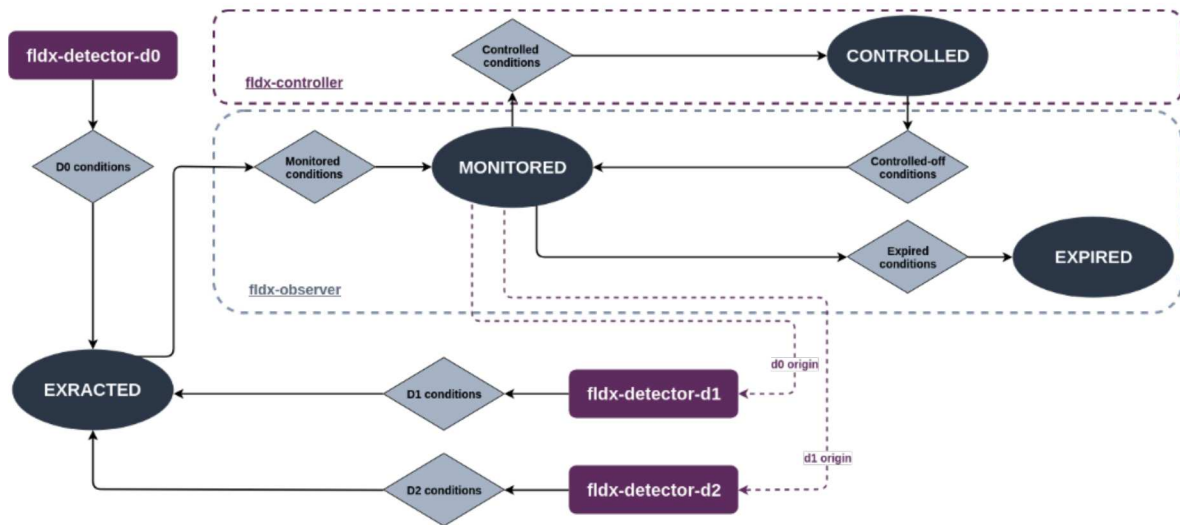 fldx-detector-d0
Controlled
conditions
CONTROLLED
fldx-controller
D0 conditions
Monitored
conditions
MONITORED
Controlled-off
conditions
Expired
conditions
EXPIRED
fldx-observer
d0 origin
EXRACTED
D1 conditions
fldx-detector-d1
d1 origin
D2 conditions
fldx-detector-d2